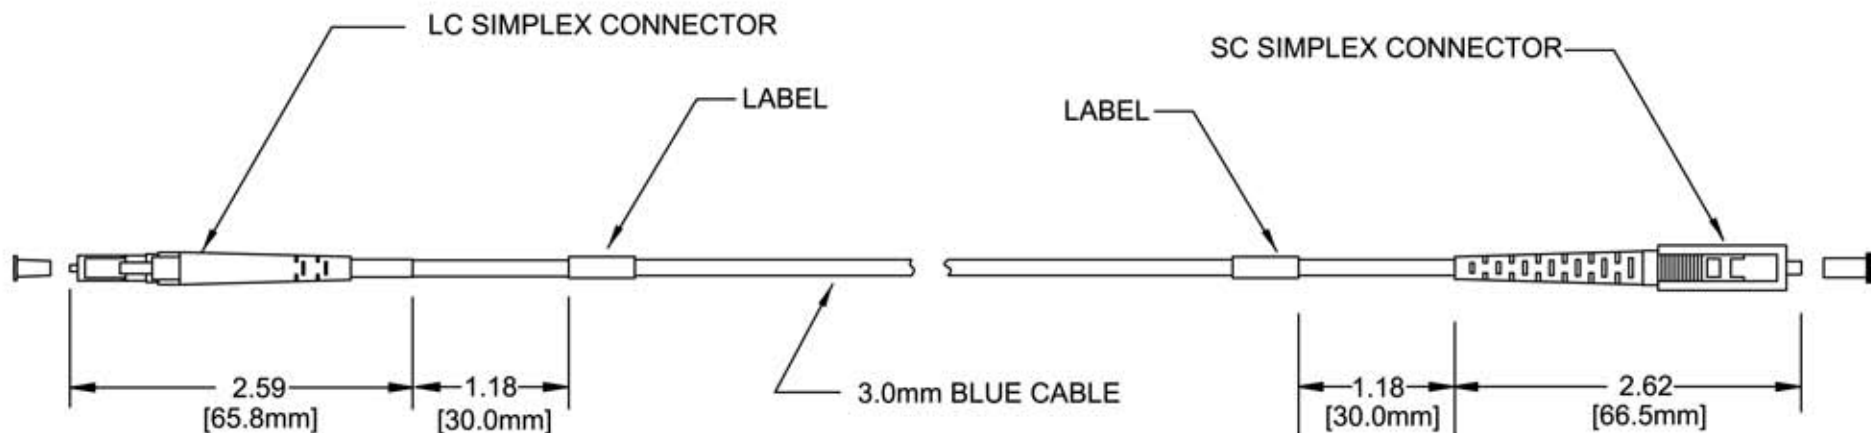 LC SIMPLEX CONNECTOR
SC SIMPLEX CONNECTOR
LABEL
LABEL
2.59
[65.8mm]
1.18
[30.0mm]
3.0mm BLUE CABLE
1.18
[30.0mm]
2.62
[66.5mm]